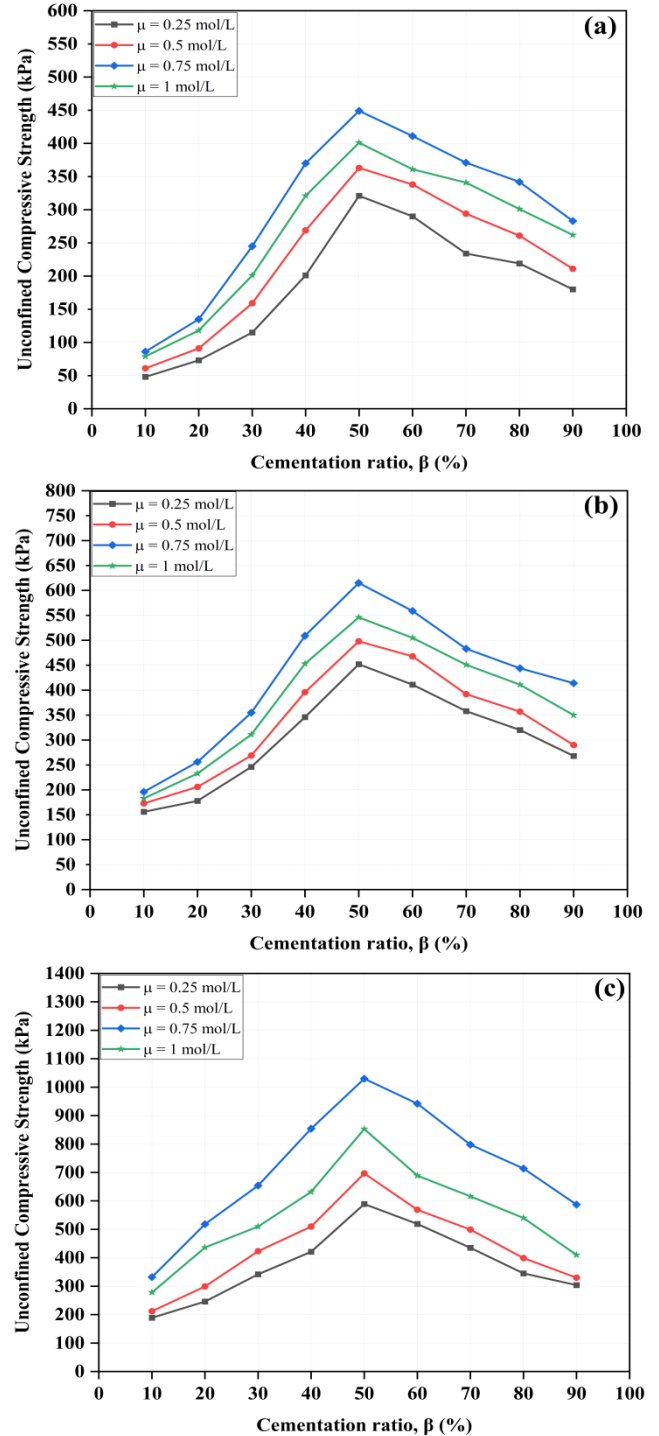 (a)
μ = 0.25 mol/L
μ = 0.5 mol/L
μ = 0.75 mol/L
μ = 1 mol/L
Unconfined Compressive Strength (kPa)
600
550
500
450
400
350
300
250
200
150
100
50
0
0 10 20 30 40 50 60 70 80 90 100
Cementation ratio, β (%)
(b)
μ = 0.25 mol/L
μ = 0.5 mol/L
μ = 0.75 mol/L
μ = 1 mol/L
Unconfined Compressive Strength (kPa)
800
750
700
650
600
550
500
450
400
350
300
250
200
150
100
50
0
0 10 20 30 40 50 60 70 80 90 100
Cementation ratio, β (%)
(c)
μ = 0.25 mol/L
μ = 0.5 mol/L
μ = 0.75 mol/L
μ = 1 mol/L
Unconfined Compressive Strength (kPa)
1400
1300
1200
1100
1000
900
800
700
600
500
400
300
200
100
0
0 10 20 30 40 50 60 70 80 90 100
Cementation ratio, β (%)